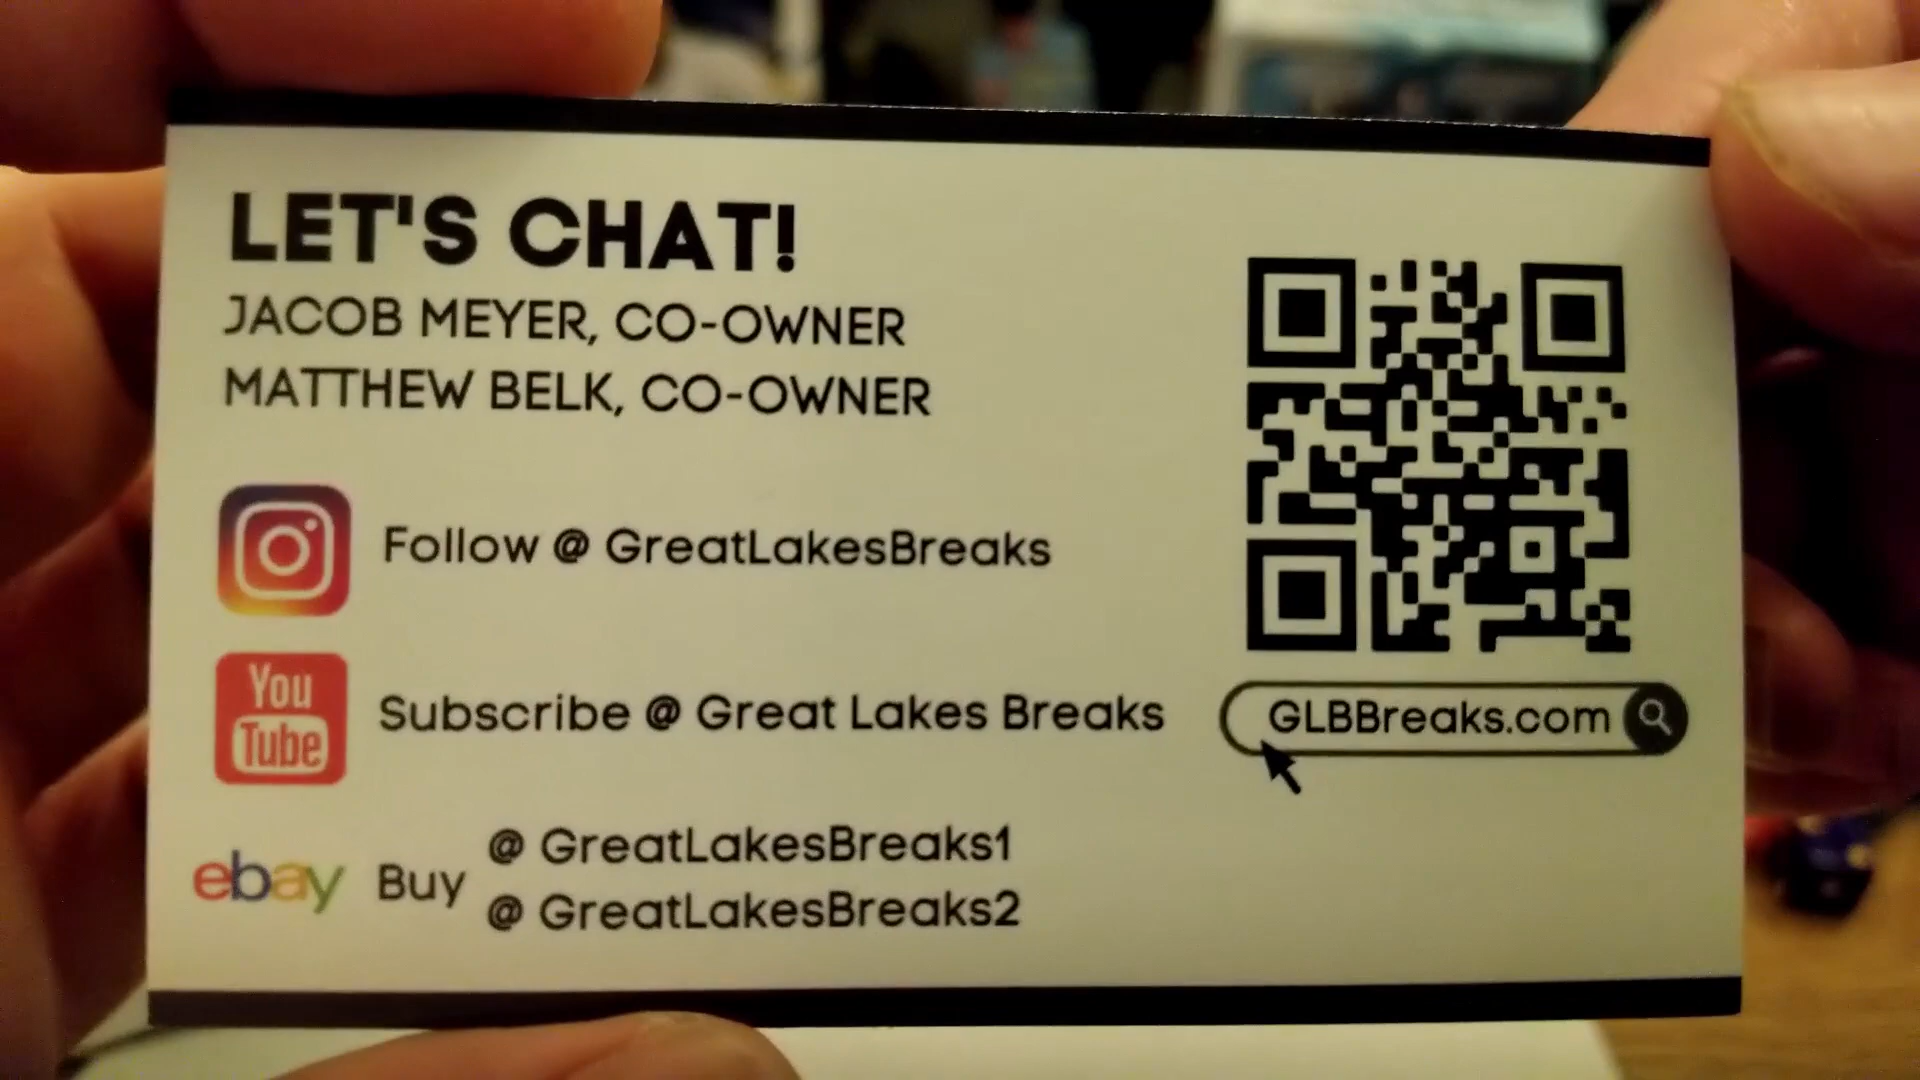 LET'S CHAT!
JACOB MEYER, CO-OWNER
MATTHEW BELK, CO-OWNER
Follow @ GreatLakesBreaks
You
Tube
Subscribe @ Great Lakes Breaks
GLBBreaks.com
ebay Buy
@ GreatLakesBreaks1
@ GreatLakesBreaks2